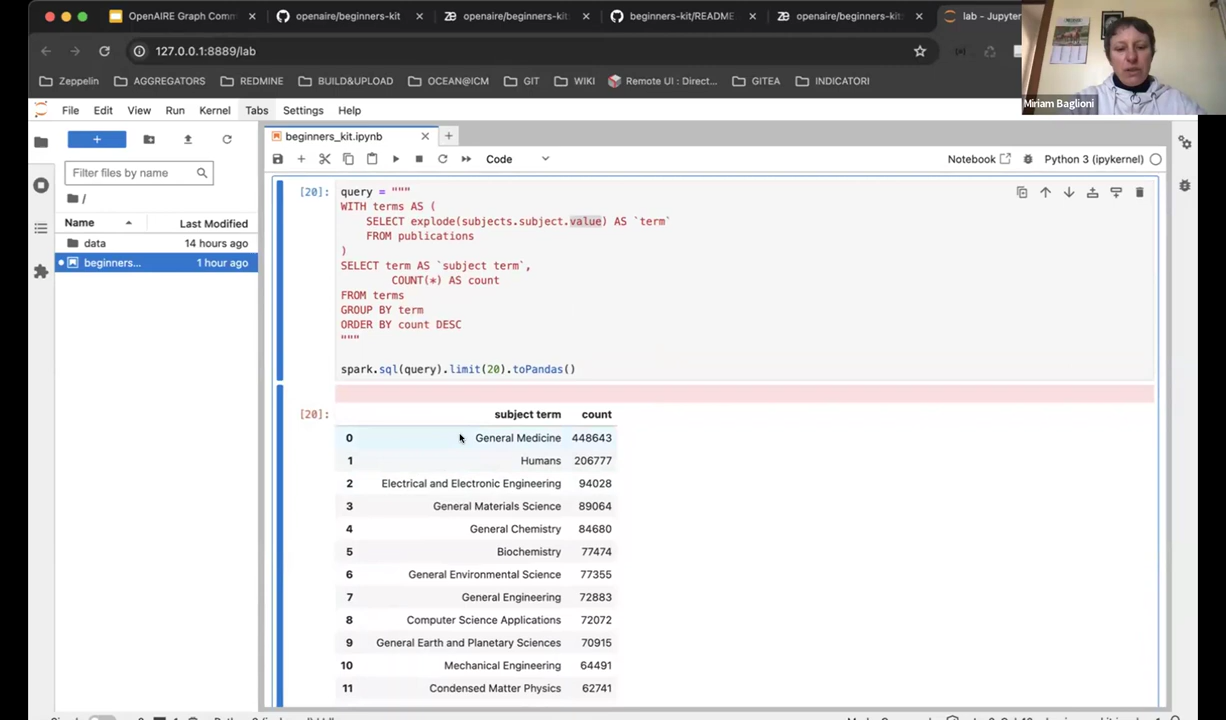 OpenAIRE Graph Comm
openaire/beginners-kit
openaire/beginners-kit
beginners-kit/README
openaire/beginners-kit
lab - Jupyter
127.0.0.1:8889/lab
Zeppelin
AGGREGATORS
REDMINE
BUILD&UPLOAD
OCEAN@ICM
GIT
WIKI
Remote UI : Direct...
GITEA
INDICATORI
Miriam Baglioni
File Edit View Run Kernel Tabs Settings Help
beginners_kit.ipynb
Code
Notebook
Python 3 (ipykernel)
Filter files by name
/
Name Last Modified
data 14 hours ago
beginners... 1 hour ago
[20]:
query = """
WITH terms AS (
SELECT explode(subjects.subject.value) AS `term`
FROM publications
)
SELECT term AS `subject term`,
COUNT(*) AS count
FROM terms
GROUP BY term
ORDER BY count DESC
"""
spark.sql(query).limit(20).toPandas()
[20]:
subject term count
0 General Medicine 448643
1 Humans 206777
2 Electrical and Electronic Engineering 94028
3 General Materials Science 89064
4 General Chemistry 84680
5 Biochemistry 77474
6 General Environmental Science 77355
7 General Engineering 72883
8 Computer Science Applications 72072
9 General Earth and Planetary Sciences 70915
10 Mechanical Engineering 64491
11 Condensed Matter Physics 62741